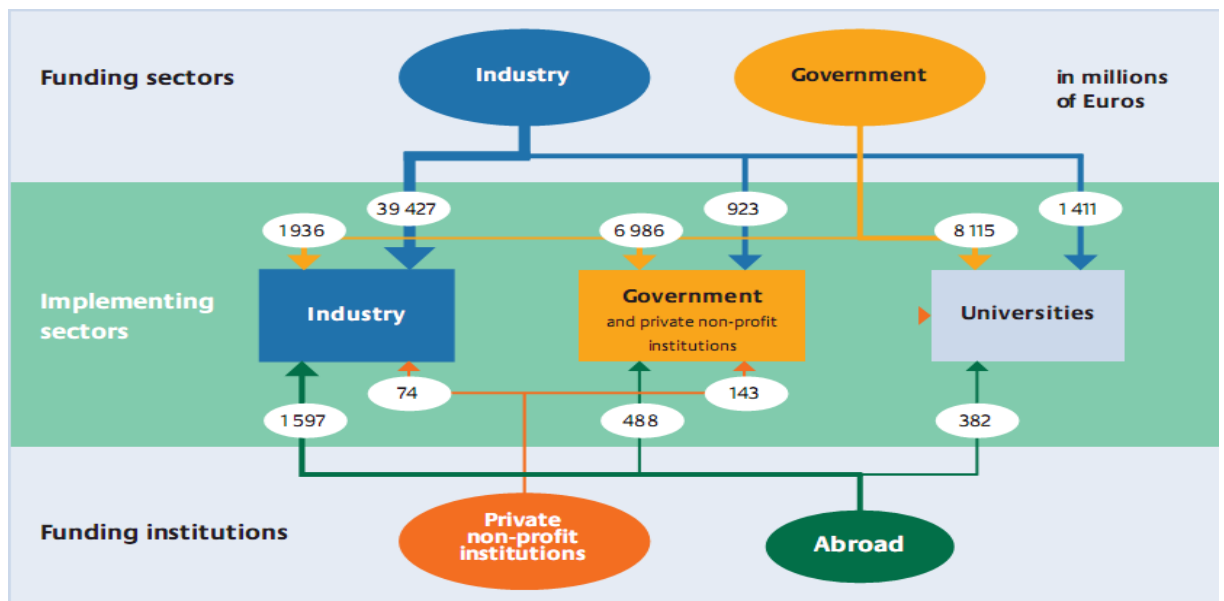 Funding sectors
Industry
Government
in millions
of Euros
39 427
923
1 411
1 936
6 986
8 115
Implementing
sectors
Industry
Government
and private non-profit
institutions
Universities
74
143
1 597
488
382
Funding institutions
Private
non-profit
institutions
Abroad